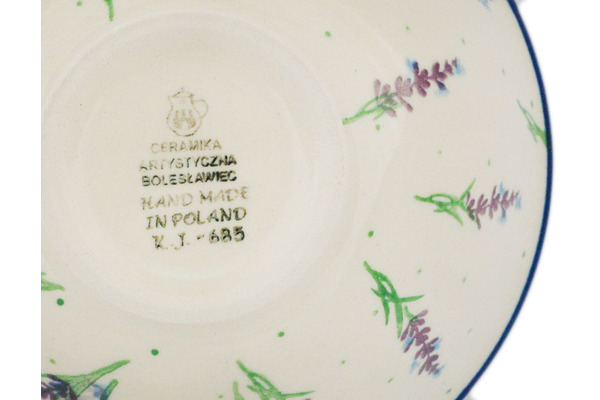 CERAMIKA
ARTYSTYCZNA
BOLESŁAWIEC
HAND MADE
IN POLAND
K.J.-685